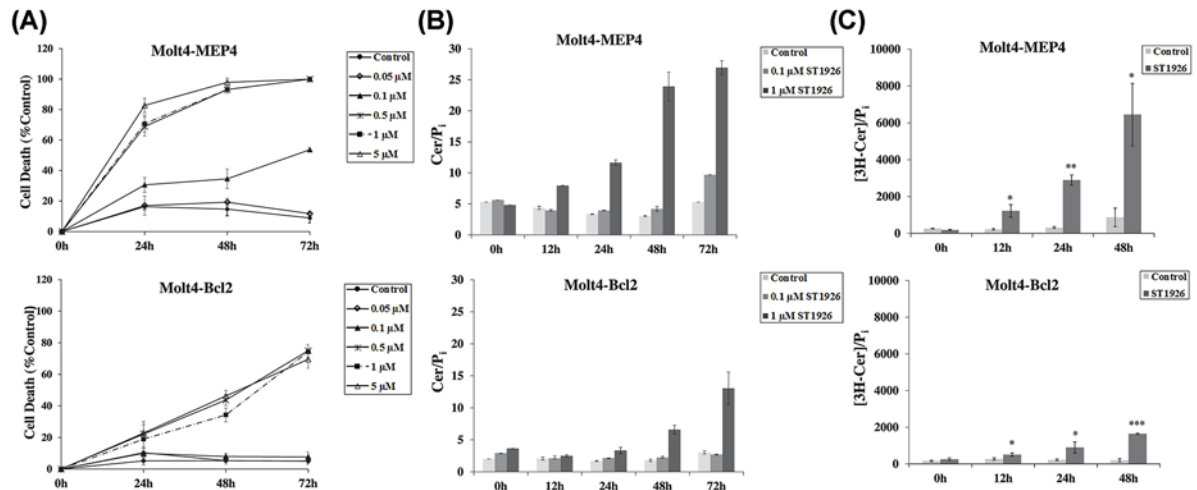 (A)
Molt4-MEP4
Cell Death (%Control)
120
100
80
60
40
20
0
0h 24h 48h 72h
Control
0.05 µM
0.1 µM
0.5 µM
1 µM
5 µM
(B)
Molt4-MEP4
Cer/Pi
30
25
20
15
10
5
0
0h 12h 24h 48h 72h
Control
0.1 µM ST1926
1 µM ST1926
(C)
Molt4-MEP4
[3H-Cer]/Pi
10000
8000
6000
4000
2000
0
0h 12h 24h 48h
* ** *
Control
ST1926
Molt4-Bcl2
Cell Death (%Control)
120
100
80
60
40
20
0
0h 24h 48h 72h
Control
0.05 µM
0.1 µM
0.5 µM
1 µM
5 µM
Molt4-Bcl2
Cer/Pi
30
25
20
15
10
5
0
0h 12h 24h 48h 72h
Control
0.1 µM ST1926
1 µM ST1926
Molt4-Bcl2
[3H-Cer]/Pi
10000
8000
6000
4000
2000
0
0h 12h 24h 48h
* * ***
Control
ST1926